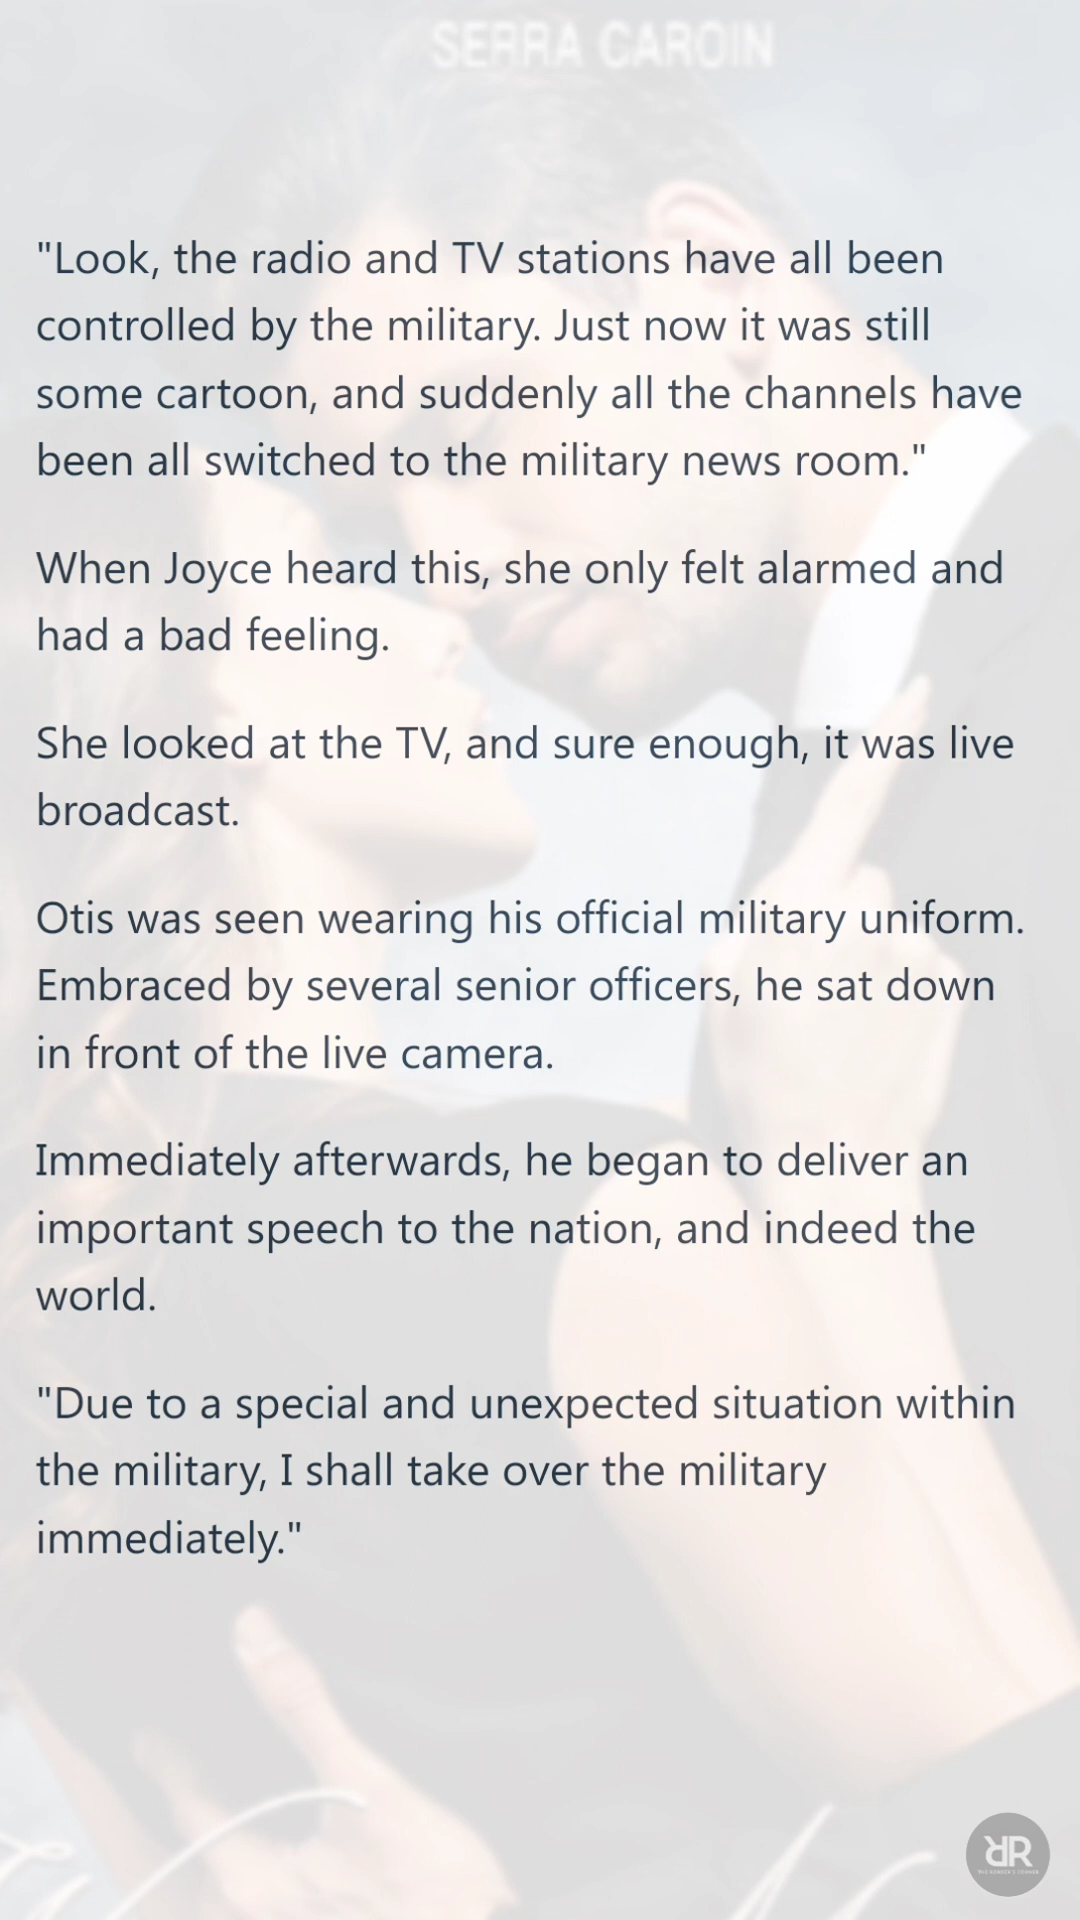 SERRA CAROIN
"Look, the radio and TV stations have all been
controlled by the military. Just now it was still
some cartoon, and suddenly all the channels have
been all switched to the military news room."
When Joyce heard this, she only felt alarmed and
had a bad feeling.
She looked at the TV, and sure enough, it was live
broadcast.
Otis was seen wearing his official military uniform.
Embraced by several senior officers, he sat down
in front of the live camera.
Immediately afterwards, he began to deliver an
important speech to the nation, and indeed the
world.
"Due to a special and unexpected situation within
the military, I shall take over the military
immediately."